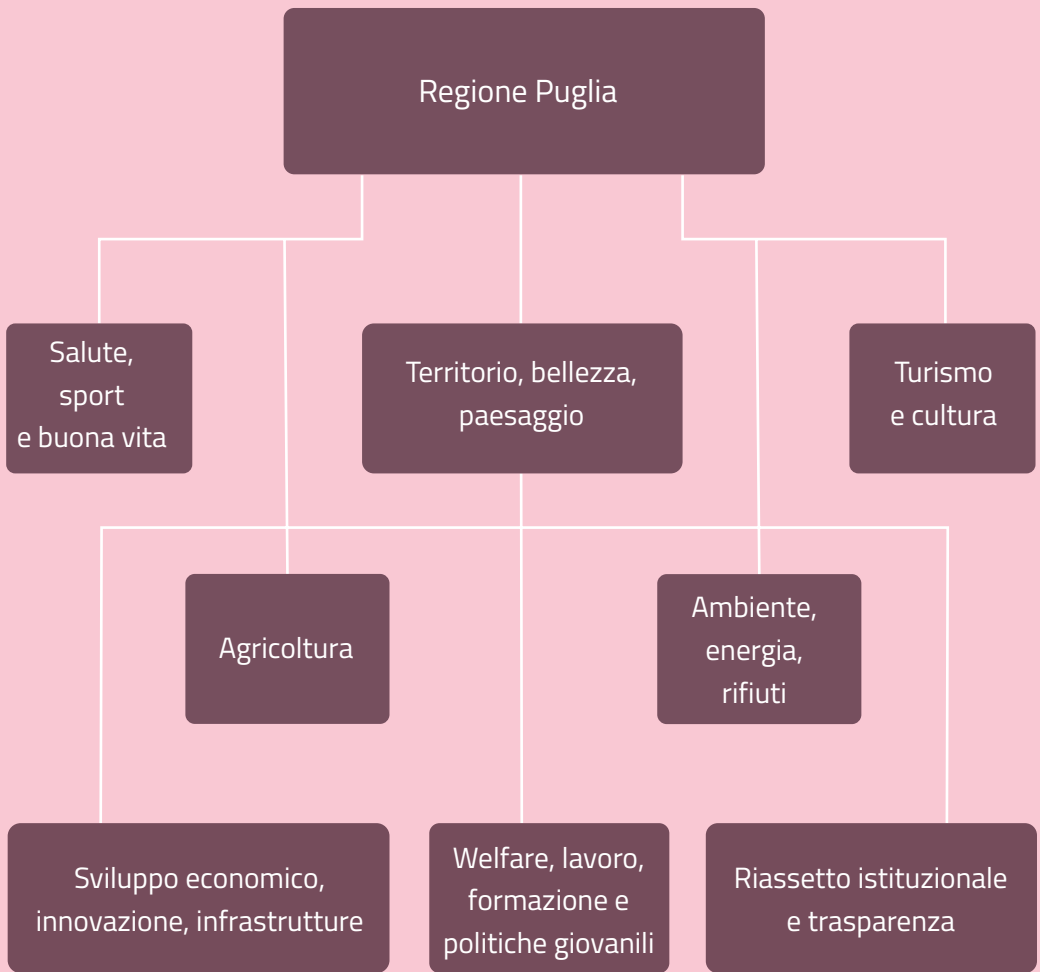 Regione Puglia
Salute,
sport
e buona vita
Territorio, bellezza,
paesaggio
Turismo
e cultura
Agricoltura
Ambiente,
energia,
rifiuti
Sviluppo economico,
innovazione, infrastrutture
Welfare, lavoro,
formazione e
politiche giovanili
Riassetto istituzionale
e trasparenza